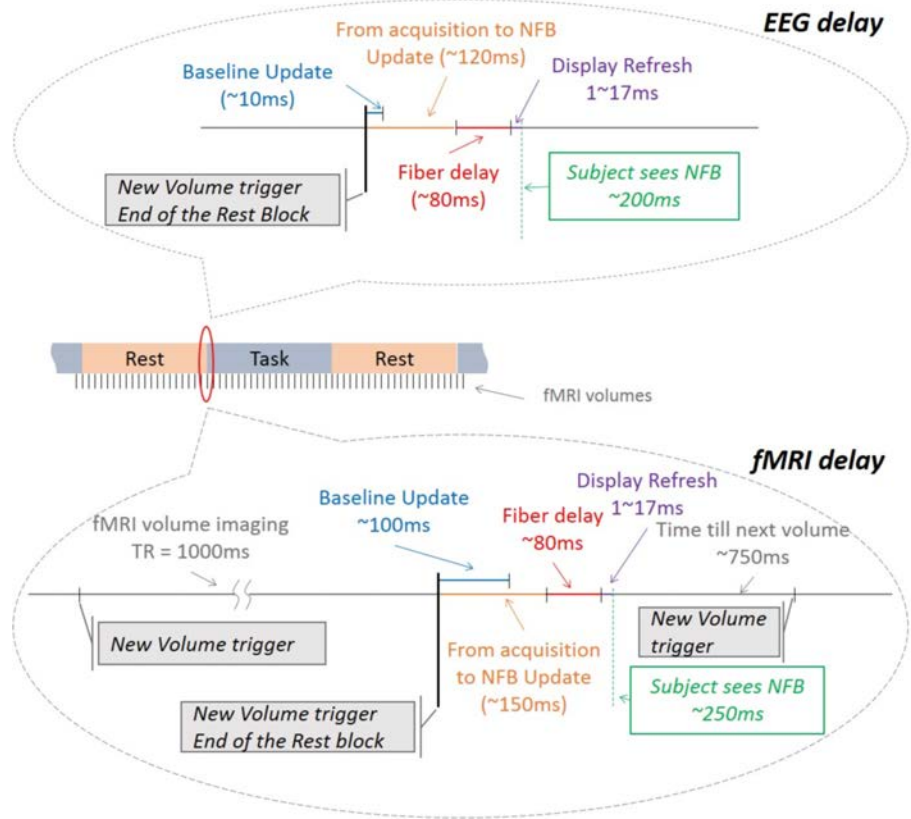 EEG delay
From acquisition to NFB
Update (~120ms)
Baseline Update
(~10ms)
Display Refresh
1~17ms
Fiber delay
(~80ms)
New Volume trigger
End of the Rest Block
Subject sees NFB
~200ms
Rest
Task
Rest
fMRI volumes
fMRI delay
Baseline Update
~100ms
Display Refresh
1~17ms
Fiber delay
~80ms
fMRI volume imaging
TR = 1000ms
Time till next volume
~750ms
New Volume trigger
New Volume
trigger
From acquisition
to NFB Update
(~150ms)
Subject sees NFB
~250ms
New Volume trigger
End of the Rest block